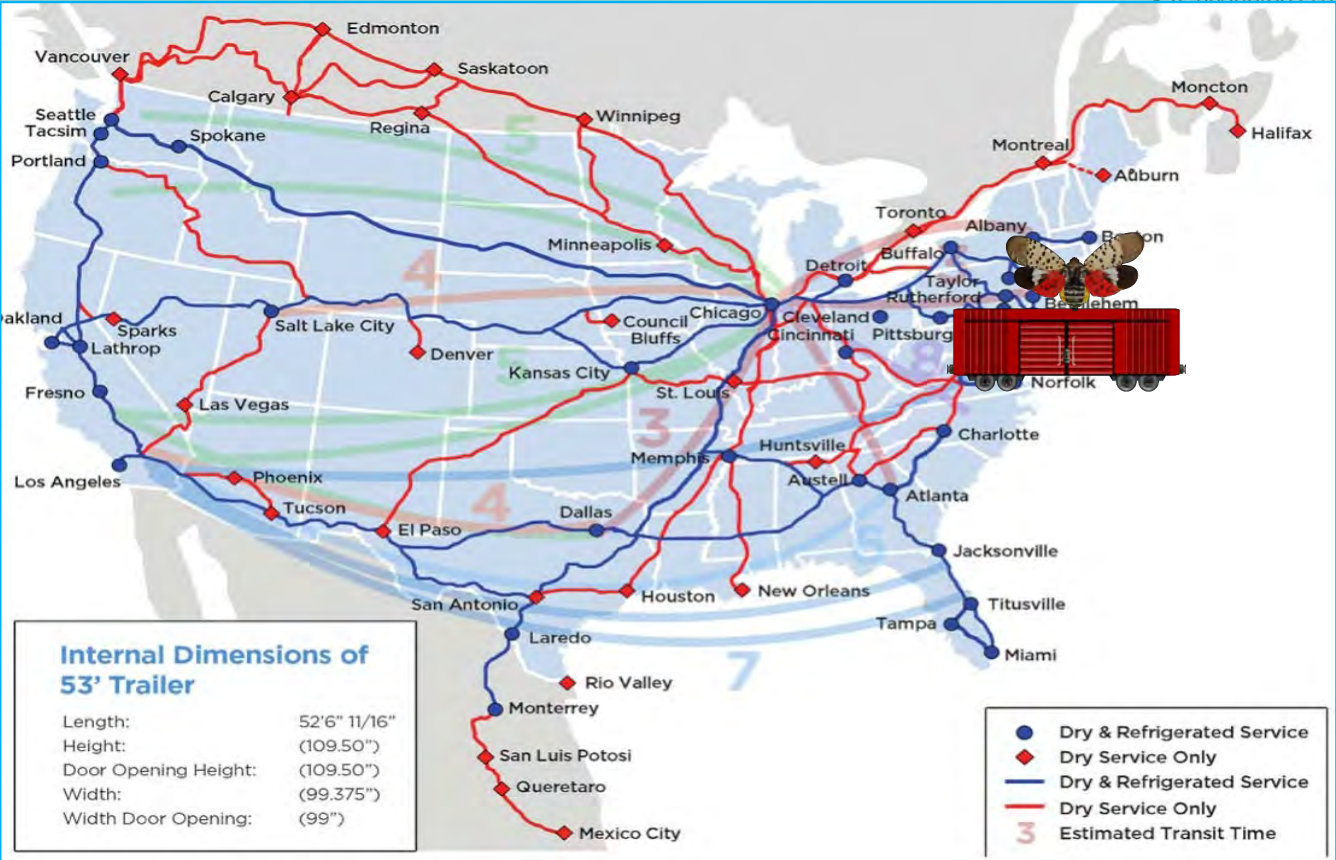 Edmonton
Vancouver
Saskatoon
Calgary
Moncton
Seattle
Tacsim
Winnipeg
Regina
Spokane
Halifax
5
Montreal
Portland
Auburn
Toronto
Albany
Minneapolis
Buffalo
Boston
4
Detroit
Taylor
Rutherford
Bethlehem
Chicago
Cleveland
Oakland
Sparks
Salt Lake City
Council
Bluffs
Cincinnati
Pittsburg
Lathrop
Denver
5
8
Kansas City
Norfolk
Fresno
St. Louis
Las Vegas
3
Charlotte
Huntsville
Memphis
Los Angeles
Phoenix
Austell
Atlanta
4
Tucson
Dallas
El Paso
6
Jacksonville
San Antonio
Houston
New Orleans
Titusville
Laredo
Tampa
Miami
7
Rio Valley
Monterrey
San Luis Potosi
Queretaro
Mexico City
Internal Dimensions of
53' Trailer
Length: 52'6" 11/16"
Height: (109.50")
Door Opening Height: (109.50")
Width: (99.375")
Width Door Opening: (99")
Dry & Refrigerated Service
Dry Service Only
Dry & Refrigerated Service
Dry Service Only
3 Estimated Transit Time